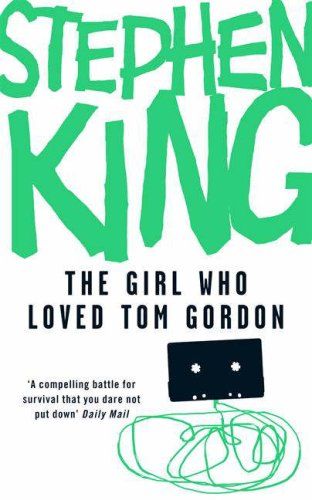 STEPHEN
KING
THE GIRL WHO
LOVED TOM GORDON
'A compelling battle for
survival that you dare not
put down' Daily Mail